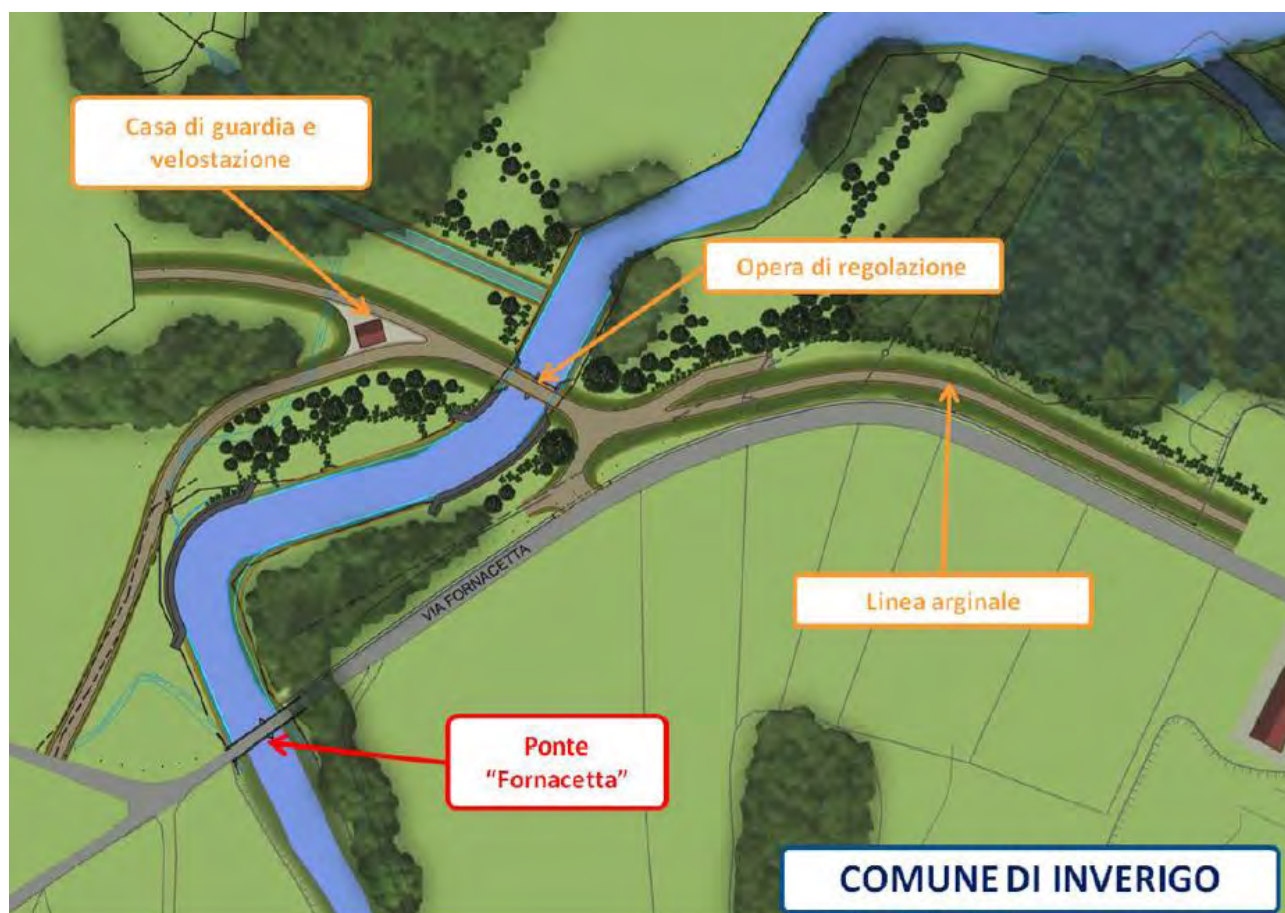 Casa di guardia e
velostazione
Opera di regolazione
Linea arginale
VIA FORNACETTA
Ponte
“Fornacetta”
COMUNE DI INVERIGO